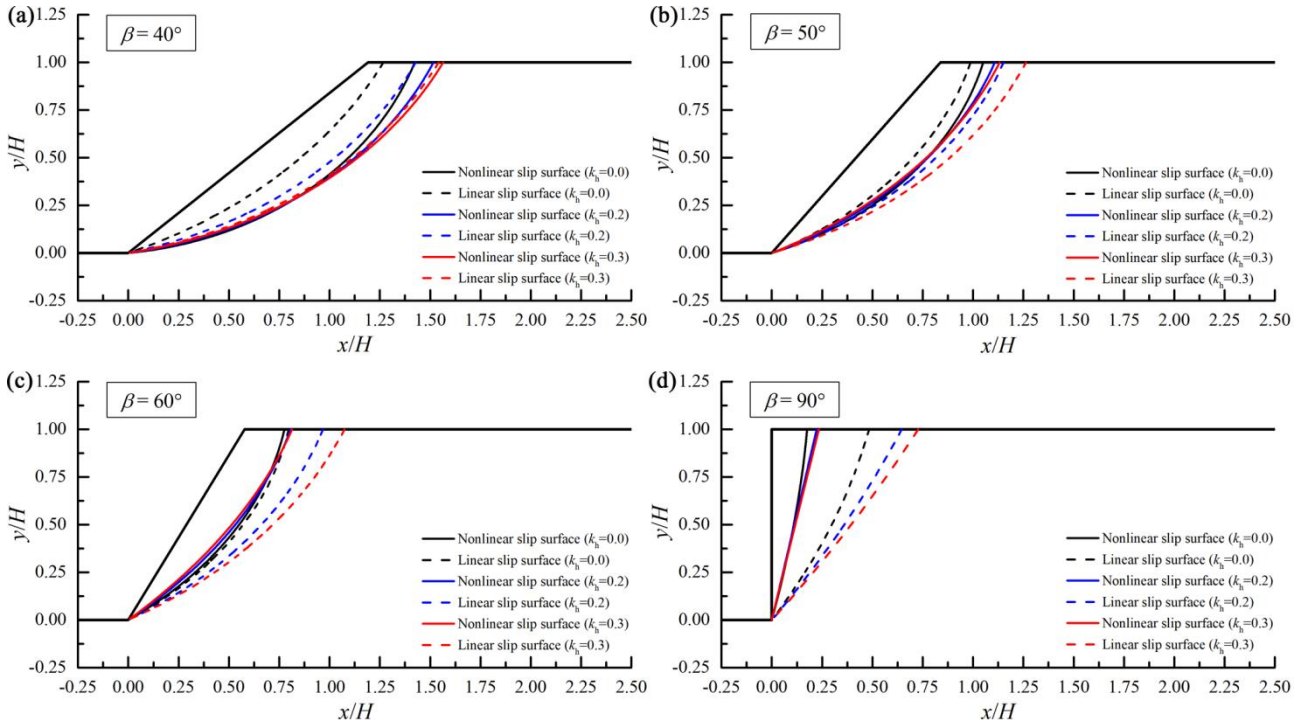 (a)
β = 40°
y/H
1.25
1.00
0.75
0.50
0.25
0.00
-0.25
Nonlinear slip surface (kh=0.0)
Linear slip surface (kh=0.0)
Nonlinear slip surface (kh=0.2)
Linear slip surface (kh=0.2)
Nonlinear slip surface (kh=0.3)
Linear slip surface (kh=0.3)
-0.25 0.00 0.25 0.50 0.75 1.00 1.25 1.50 1.75 2.00 2.25 2.50
x/H
(b)
β = 50°
y/H
1.25
1.00
0.75
0.50
0.25
0.00
-0.25
Nonlinear slip surface (kh=0.0)
Linear slip surface (kh=0.0)
Nonlinear slip surface (kh=0.2)
Linear slip surface (kh=0.2)
Nonlinear slip surface (kh=0.3)
Linear slip surface (kh=0.3)
-0.25 0.00 0.25 0.50 0.75 1.00 1.25 1.50 1.75 2.00 2.25 2.50
x/H
(c)
β = 60°
y/H
1.25
1.00
0.75
0.50
0.25
0.00
-0.25
Nonlinear slip surface (kh=0.0)
Linear slip surface (kh=0.0)
Nonlinear slip surface (kh=0.2)
Linear slip surface (kh=0.2)
Nonlinear slip surface (kh=0.3)
Linear slip surface (kh=0.3)
-0.25 0.00 0.25 0.50 0.75 1.00 1.25 1.50 1.75 2.00 2.25 2.50
x/H
(d)
β = 90°
y/H
1.25
1.00
0.75
0.50
0.25
0.00
-0.25
Nonlinear slip surface (kh=0.0)
Linear slip surface (kh=0.0)
Nonlinear slip surface (kh=0.2)
Linear slip surface (kh=0.2)
Nonlinear slip surface (kh=0.3)
Linear slip surface (kh=0.3)
-0.25 0.00 0.25 0.50 0.75 1.00 1.25 1.50 1.75 2.00 2.25 2.50
x/H